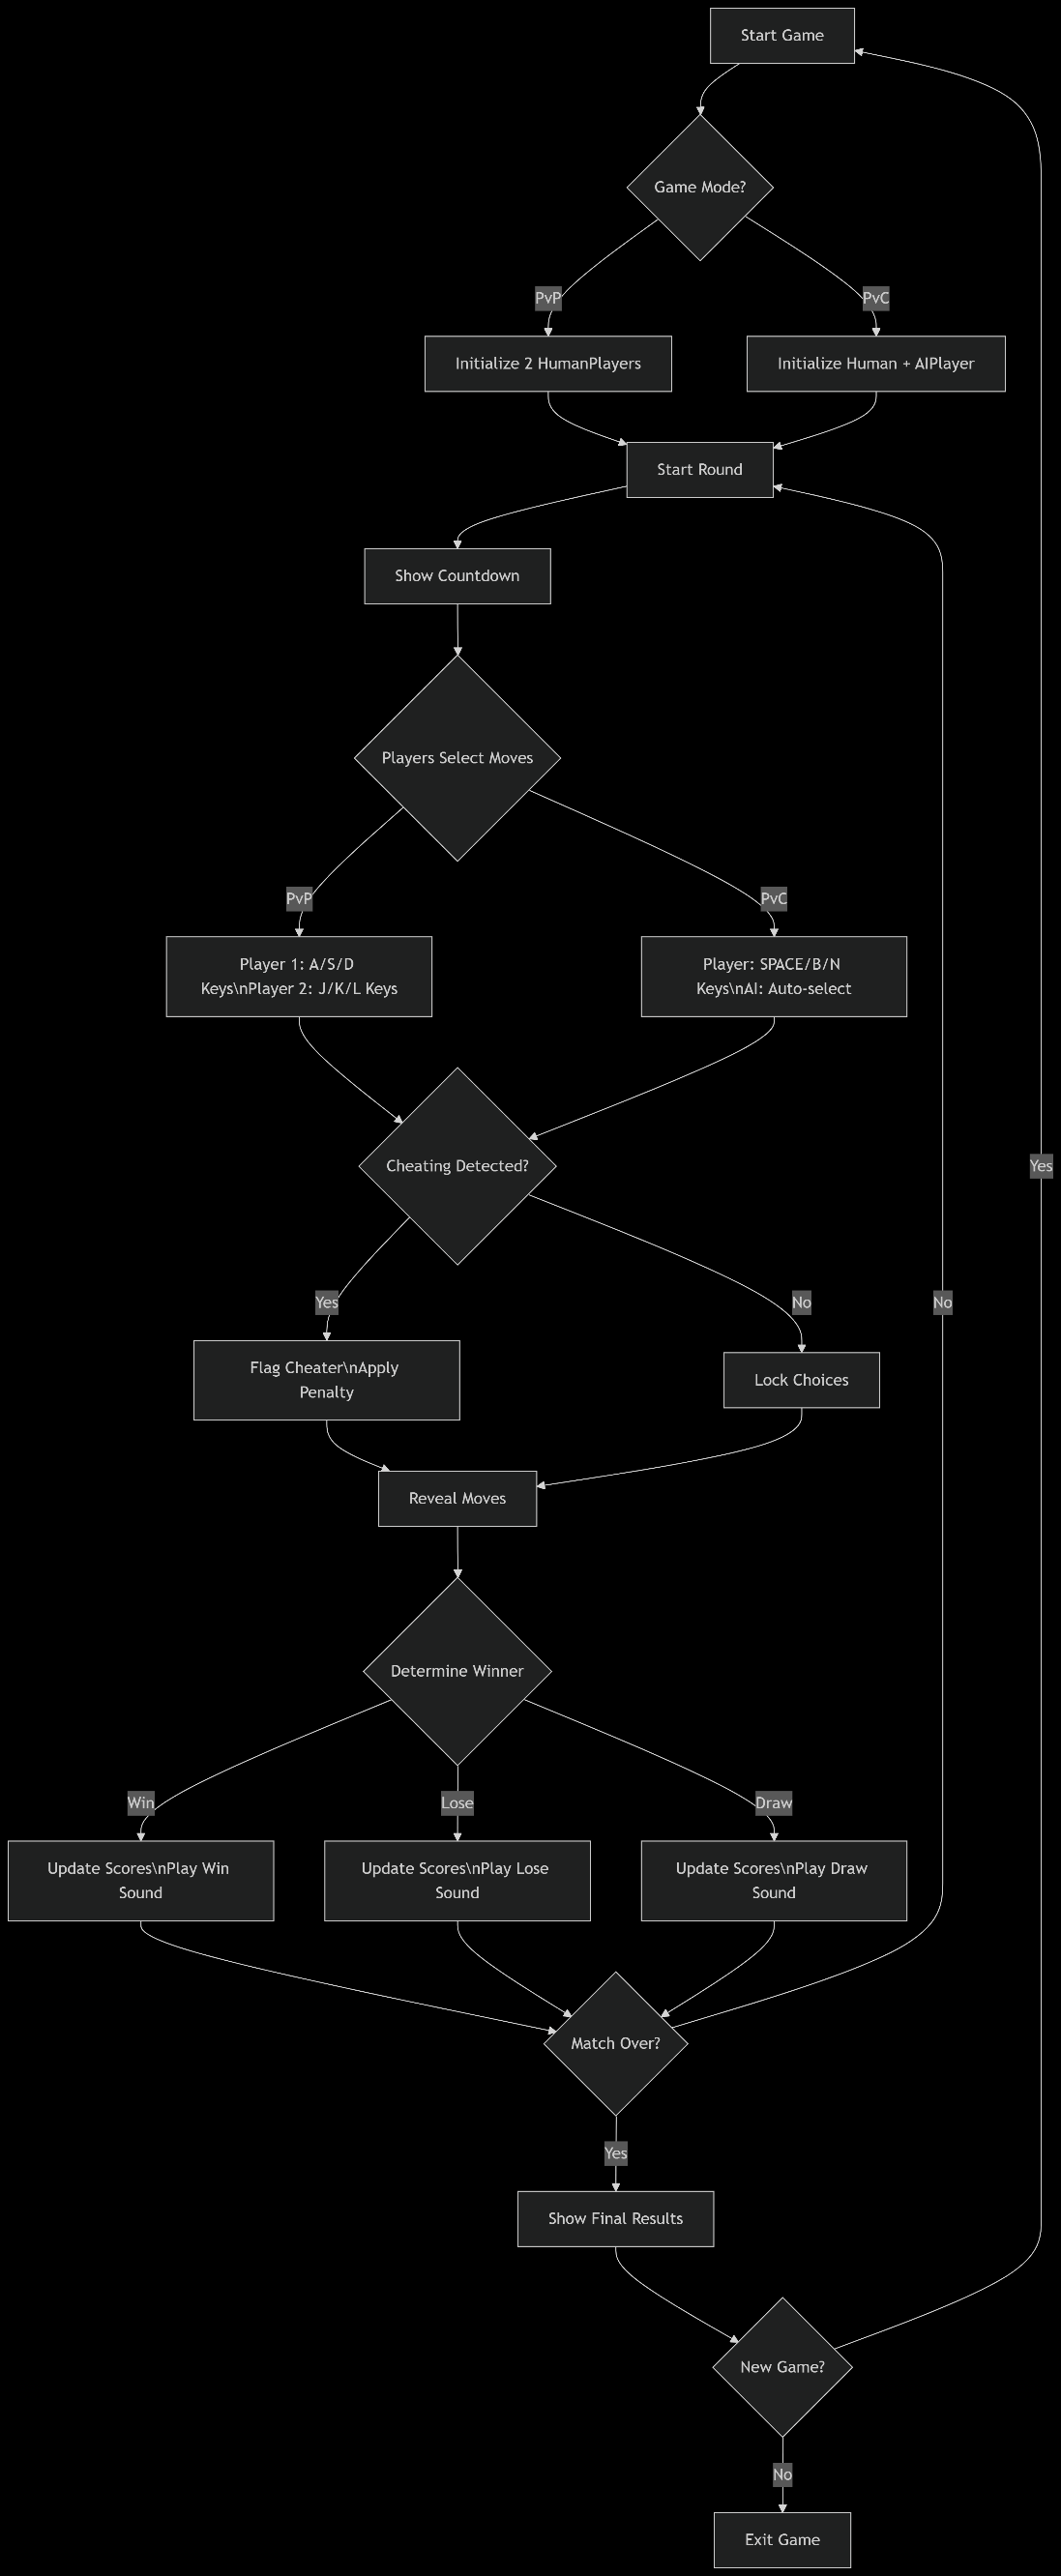 Start Game
Game Mode?
PvP
PvC
Initialize 2 HumanPlayers
Initialize Human + AIPlayer
Start Round
Show Countdown
Players Select Moves
PvP
PvC
Player 1: A/S/D
Keys\nPlayer 2: J/K/L Keys
Player: SPACE/B/N
Keys\nAI: Auto-select
Cheating Detected?
Yes
Yes
No
No
Flag Cheater\nApply
Penalty
Lock Choices
Reveal Moves
Determine Winner
Win
Lose
Draw
Update Scores\nPlay Win
Sound
Update Scores\nPlay Lose
Sound
Update Scores\nPlay Draw
Sound
Match Over?
Yes
Show Final Results
New Game?
No
Exit Game